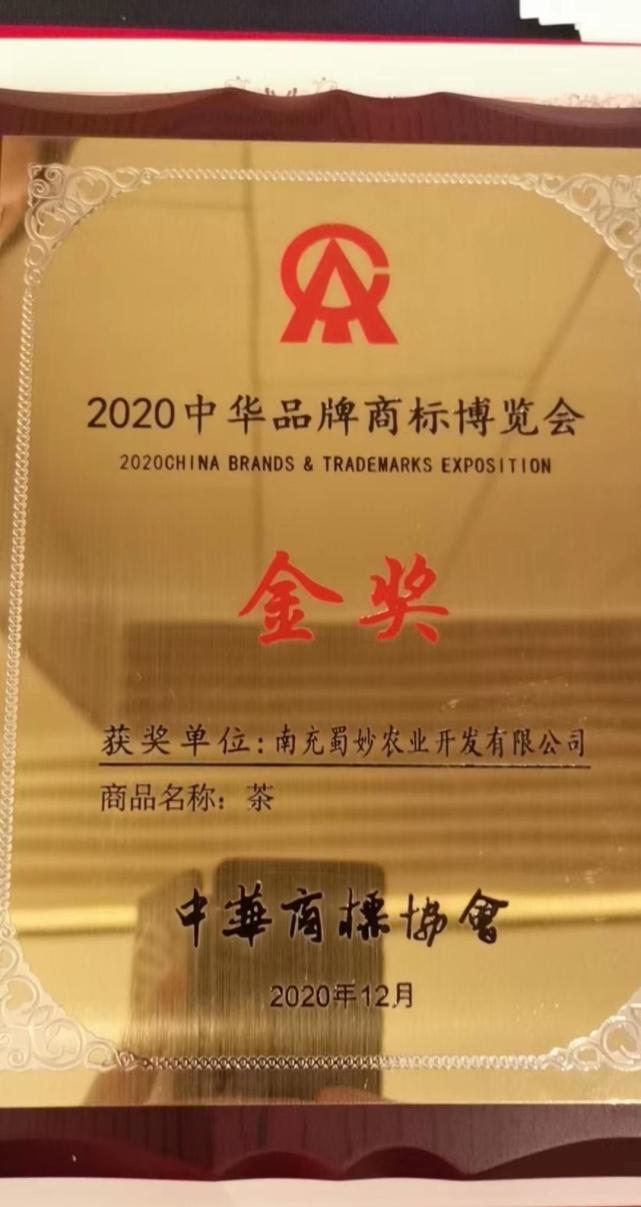 2020中华品牌商标博览会
2020CHINA BRANDS & TRADEMARKS EXPOSITION
金奖
获奖单位:南充蜀妙农业开发有限公司
商品名称：茶
中華商標協會
2020年12月